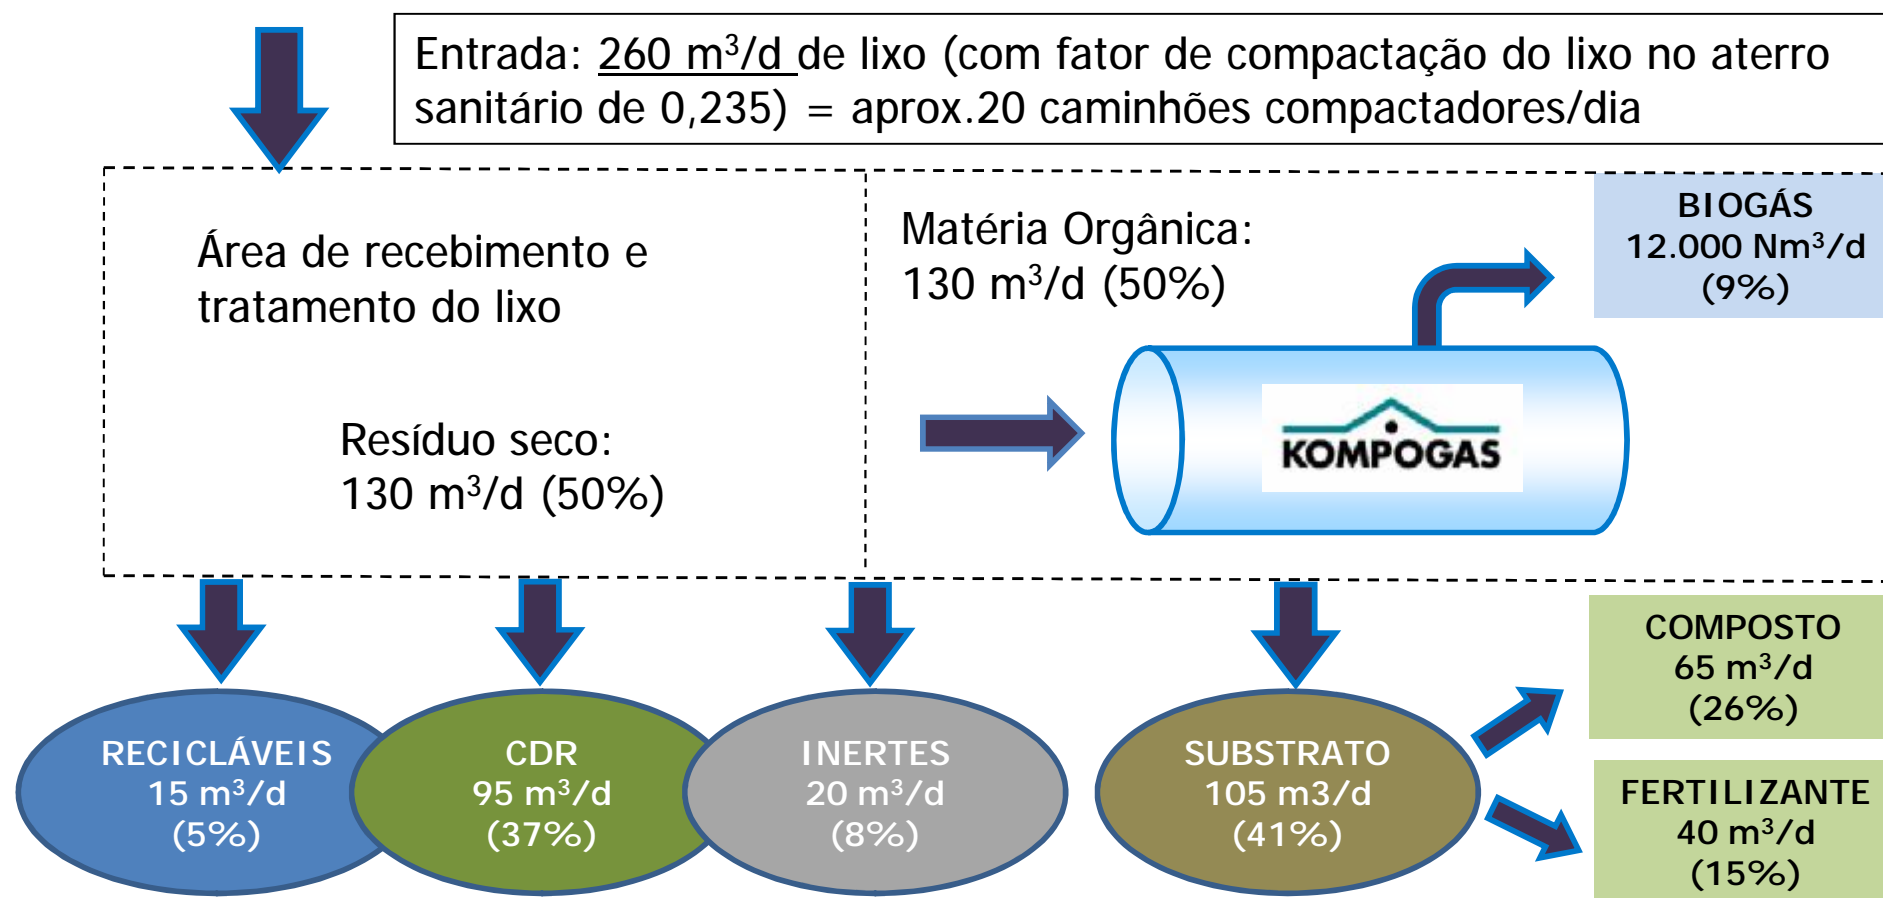 Entrada: 260 m³/d de lixo (com fator de compactação do lixo no aterro
sanitário de 0,235) = aprox.20 caminhões compactadores/dia
Área de recebimento e
tratamento do lixo
Resíduo seco:
130 m³/d (50%)
Matéria Orgânica:
130 m³/d (50%)
BIOGÁS
12.000 Nm³/d
(9%)
KOMPOGAS
RECICLÁVEIS
15 m³/d
(5%)
CDR
95 m³/d
(37%)
INERTES
20 m³/d
(8%)
SUBSTRATO
105 m3/d
(41%)
COMPOSTO
65 m³/d
(26%)
FERTILIZANTE
40 m³/d
(15%)